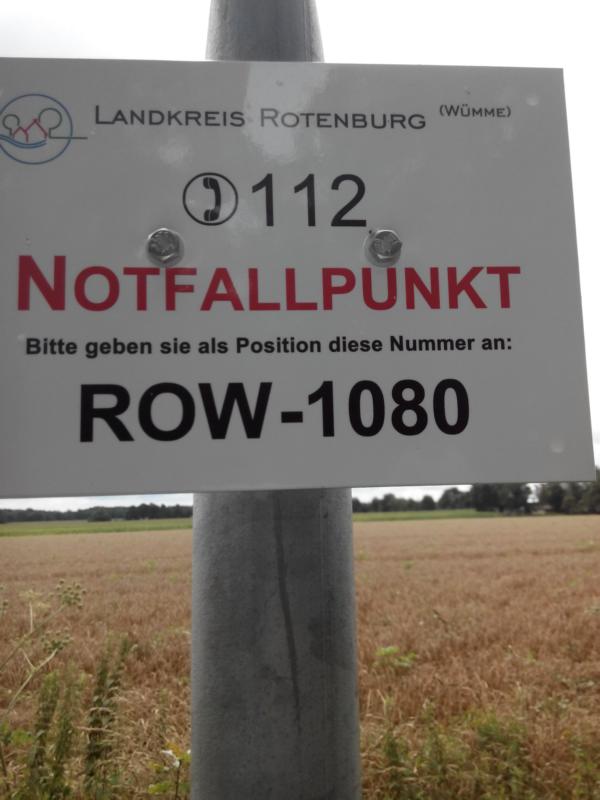 LANDKREIS ROTENBURG (WÜMME)
112
NOTFALLPUNKT
Bitte geben sie als Position diese Nummer an:
ROW-1080